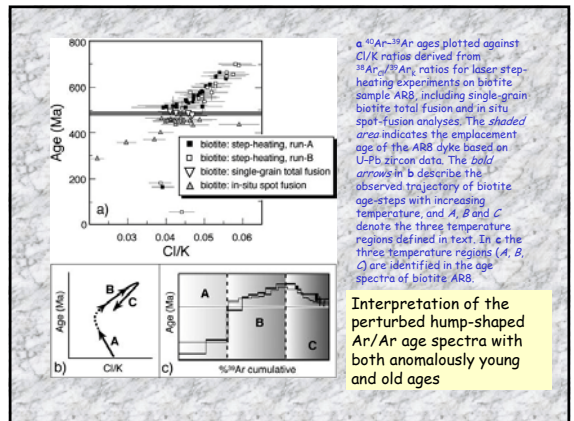 800
600
400
200
0
Age (Ma)
0.03
0.04
0.05
0.06
Cl/K
biotite: step-heating, run-A
biotite: step-heating, run-B
biotite: single-grain total fusion
biotite: in-situ spot fusion
a)
Age (Ma)
B
C
A
b)
Cl/K
Age (Ma)
A
B
C
c)
%³⁹Ar cumulative
a ⁴⁰Ar–³⁹Ar ages plotted against
Cl/K ratios derived from
³⁸Ar_Cl/³⁹Ar_K ratios for laser step-
heating experiments on biotite
sample AR8, including single-grain
biotite total fusion and in situ
spot-fusion analyses. The shaded
area indicates the emplacement
age of the AR8 dyke based on
U–Pb zircon data. The bold
arrows in b describe the
observed trajectory of biotite
age-steps with increasing
temperature, and A, B and C
denote the three temperature
regions defined in text. In c the
three temperature regions (A, B,
C) are identified in the age
spectra of biotite AR8.
Interpretation of the
perturbed hump-shaped
Ar/Ar age spectra with
both anomalously young
and old ages